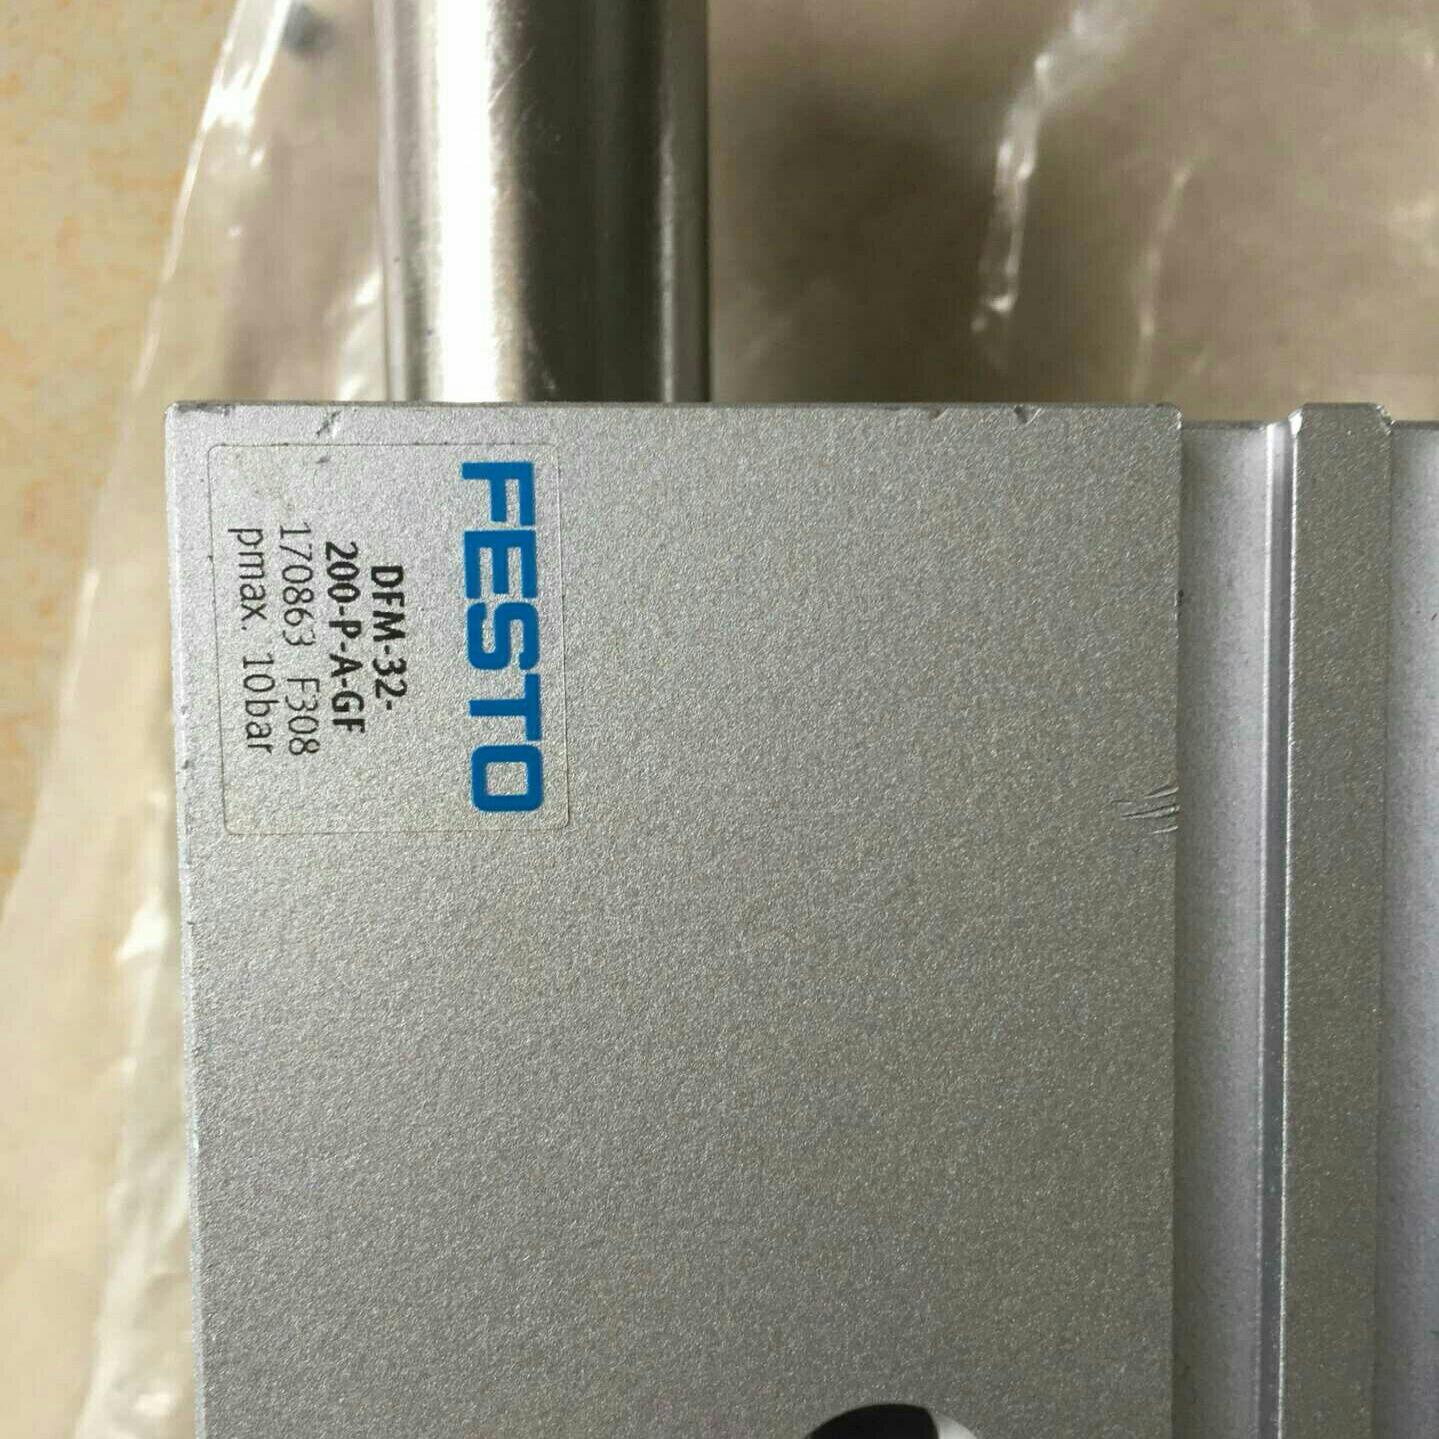 FESTO
DFM-32-
200-P-A-GF
170863 F308
pmax. 10bar